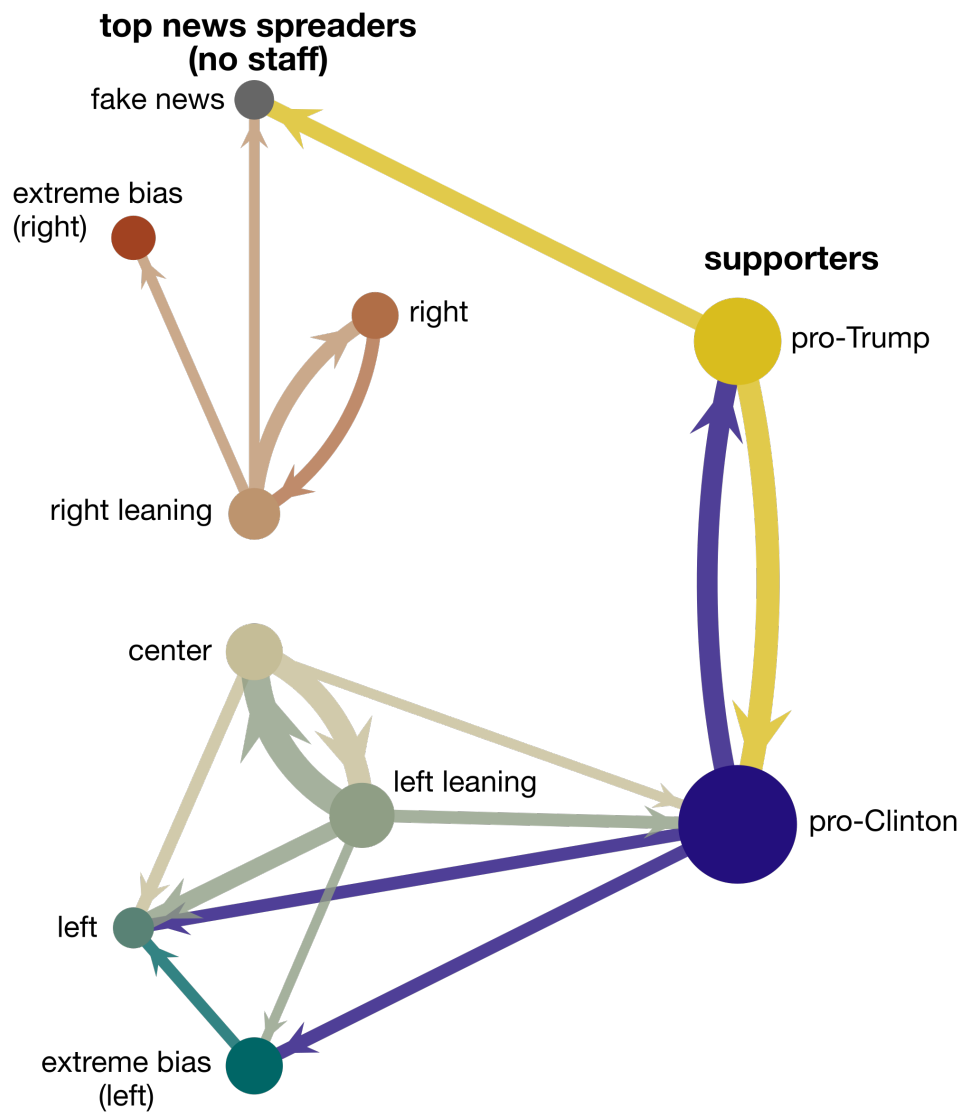 top news spreaders
(no staff)
fake news
extreme bias
(right)
supporters
right
pro-Trump
right leaning
center
left leaning
pro-Clinton
left
extreme bias
(left)